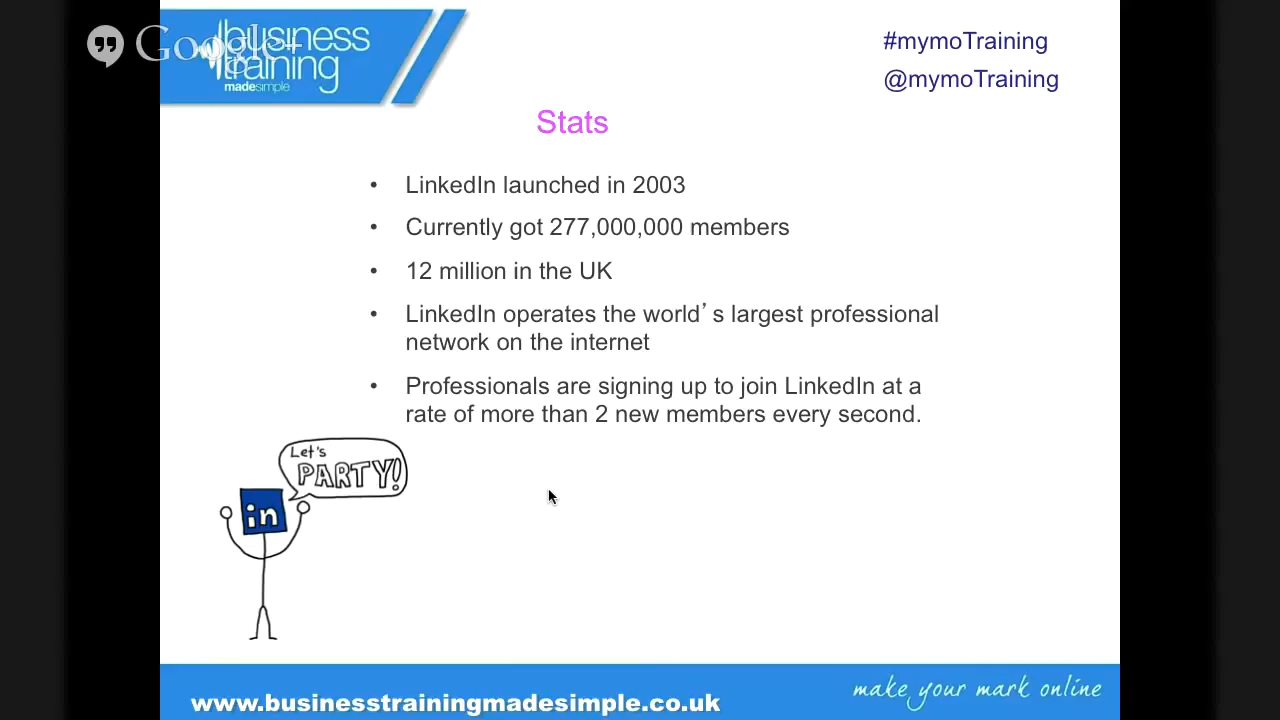 Google+
business
training
madesimple
#mymoTraining
@mymoTraining
Stats
• LinkedIn launched in 2003
• Currently got 277,000,000 members
• 12 million in the UK
• LinkedIn operates the world’s largest professional
network on the internet
• Professionals are signing up to join LinkedIn at a
rate of more than 2 new members every second.
Let's
PARTY!
in
www.businesstrainingmadesimple.co.uk
make your mark online